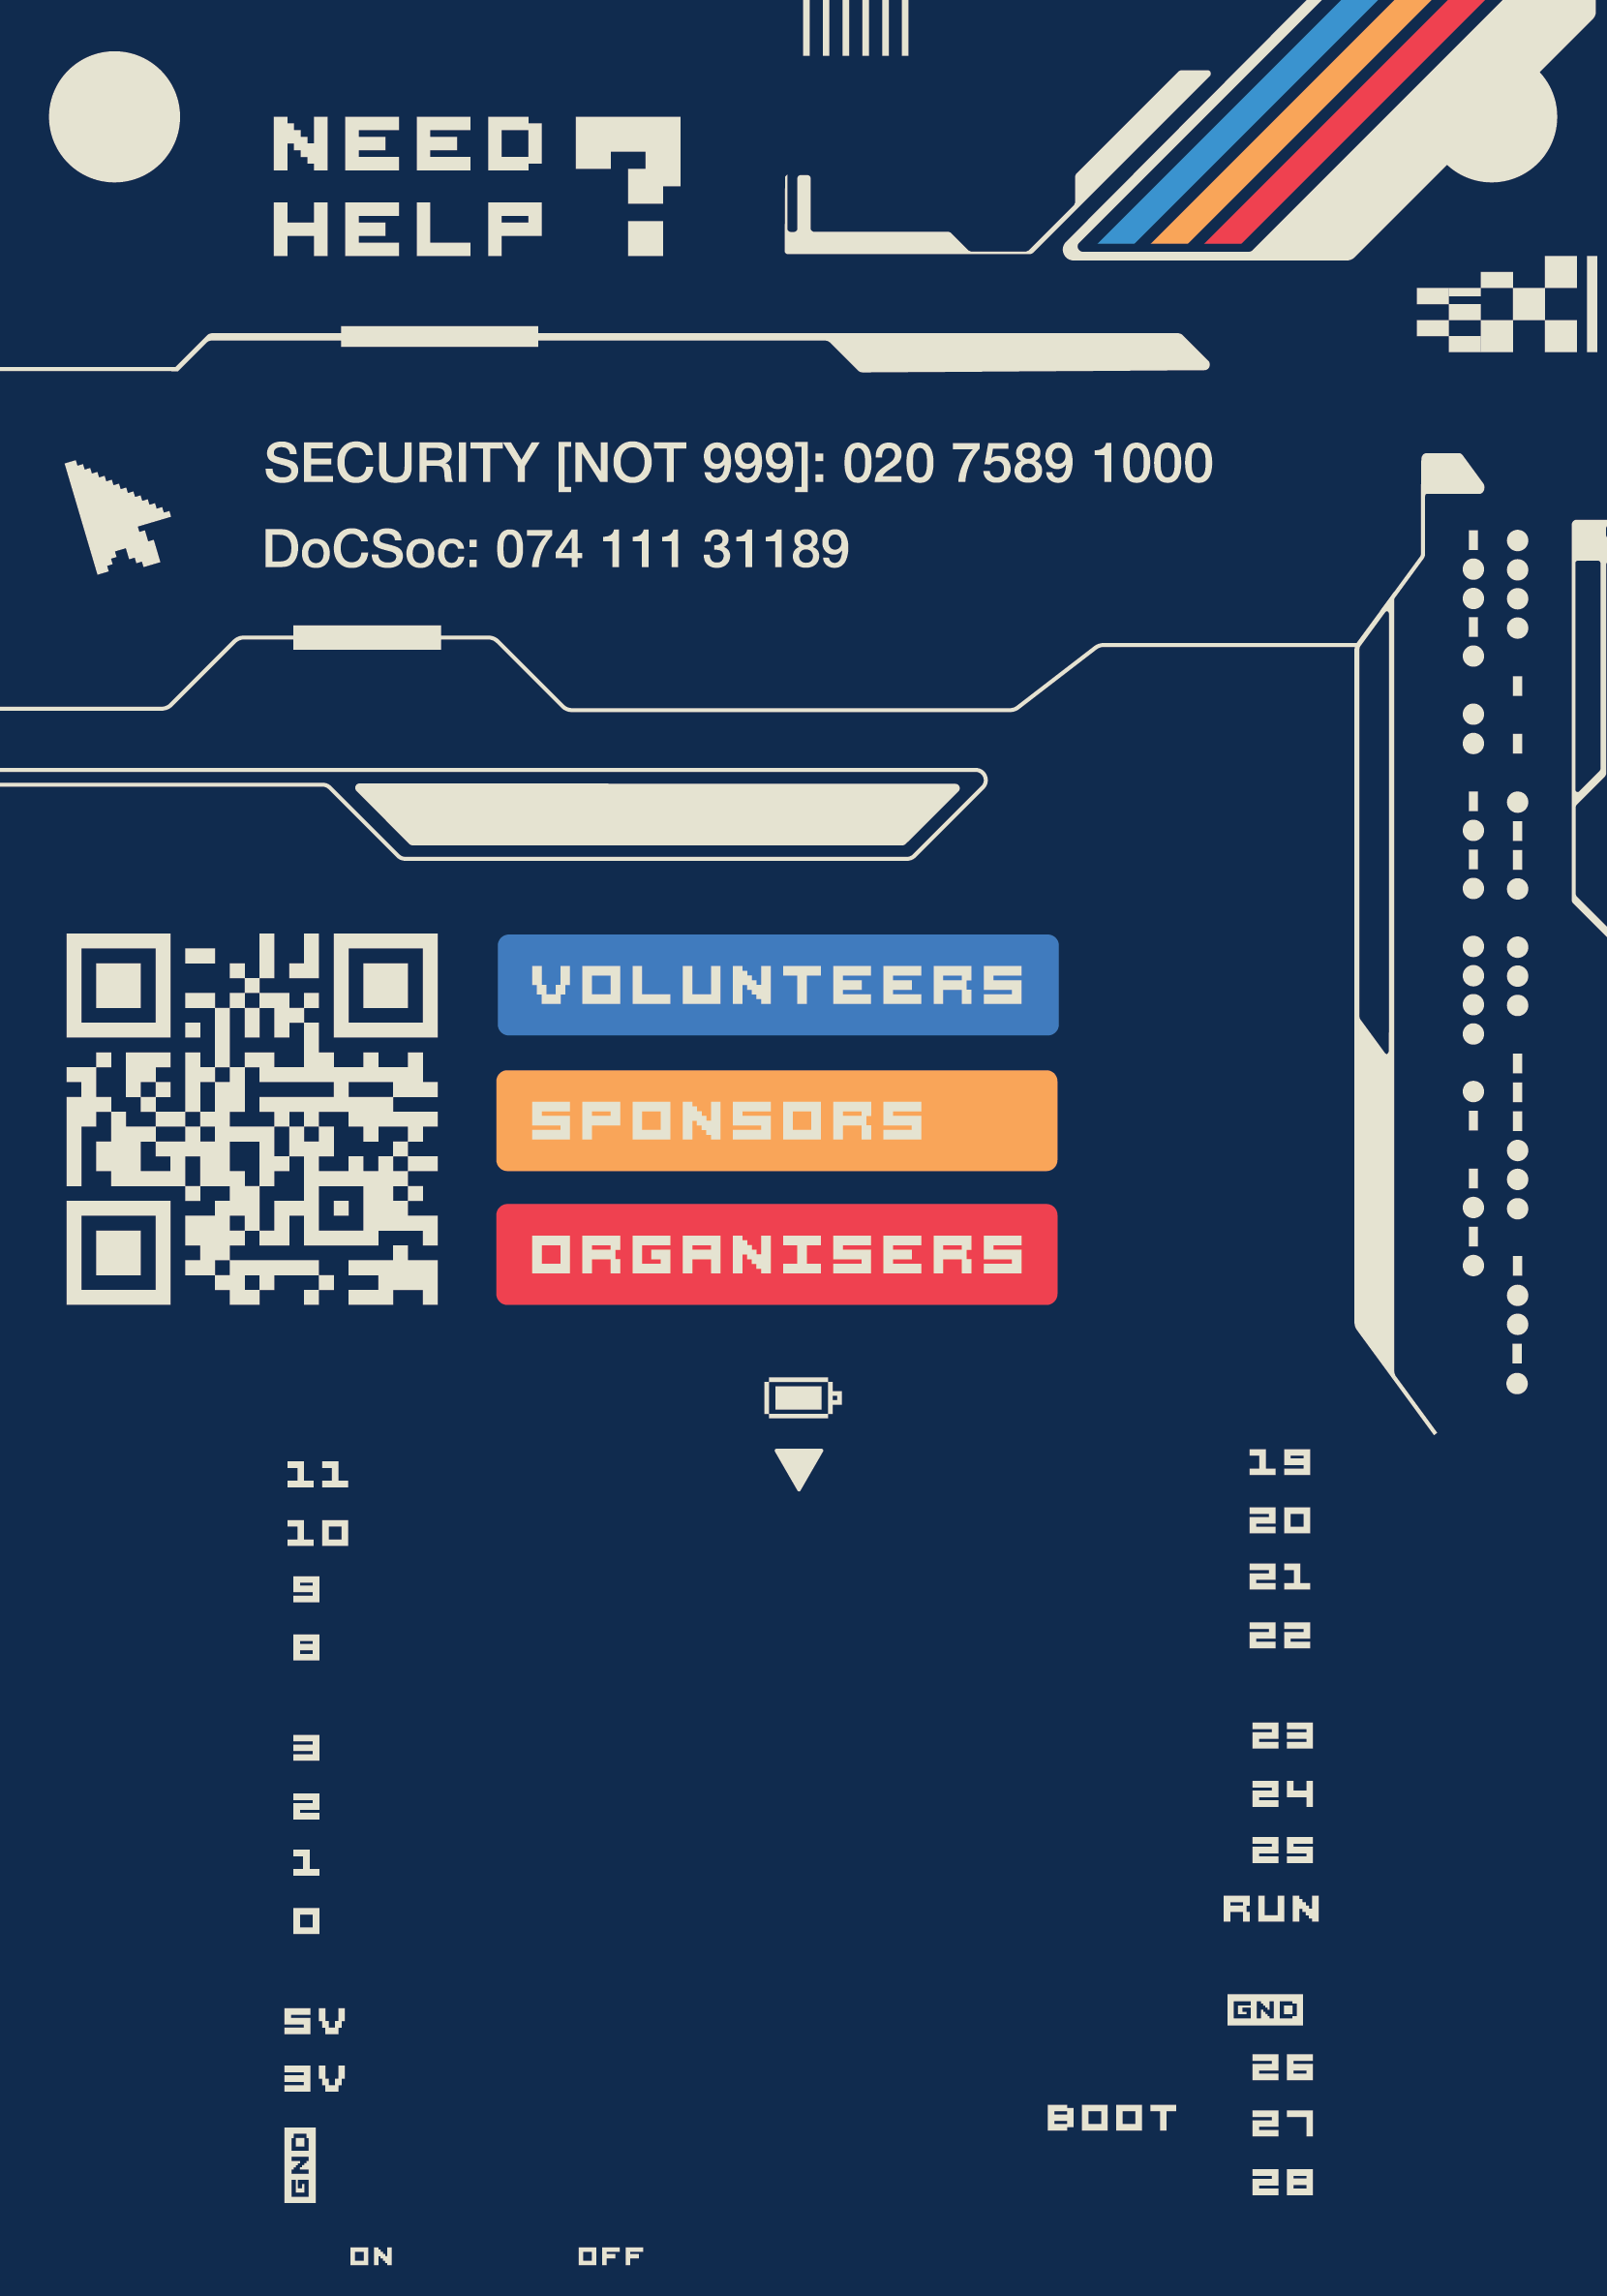 NEED
HELP ?
SECURITY [NOT 999]: 020 7589 1000
DoCSoc: 074 111 31189
VOLUNTEERS
SPONSORS
ORGANISERS
11
10
9
8
3
2
1
0
5V
3V
GND
19
20
21
22
23
24
25
RUN
GND
26
27
28
BOOT
ON OFF